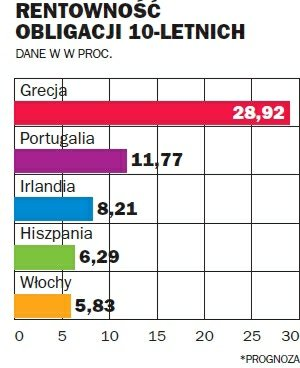 RENTOWNOŚĆ
OBLIGACJI 10-LETNICH
DANE W W PROC.
Grecja
28,92
Portugalia
11,77
Irlandia
8,21
Hiszpania
6,29
Włochy
5,83
0 5 10 15 20 25 30
*PROGNOZA